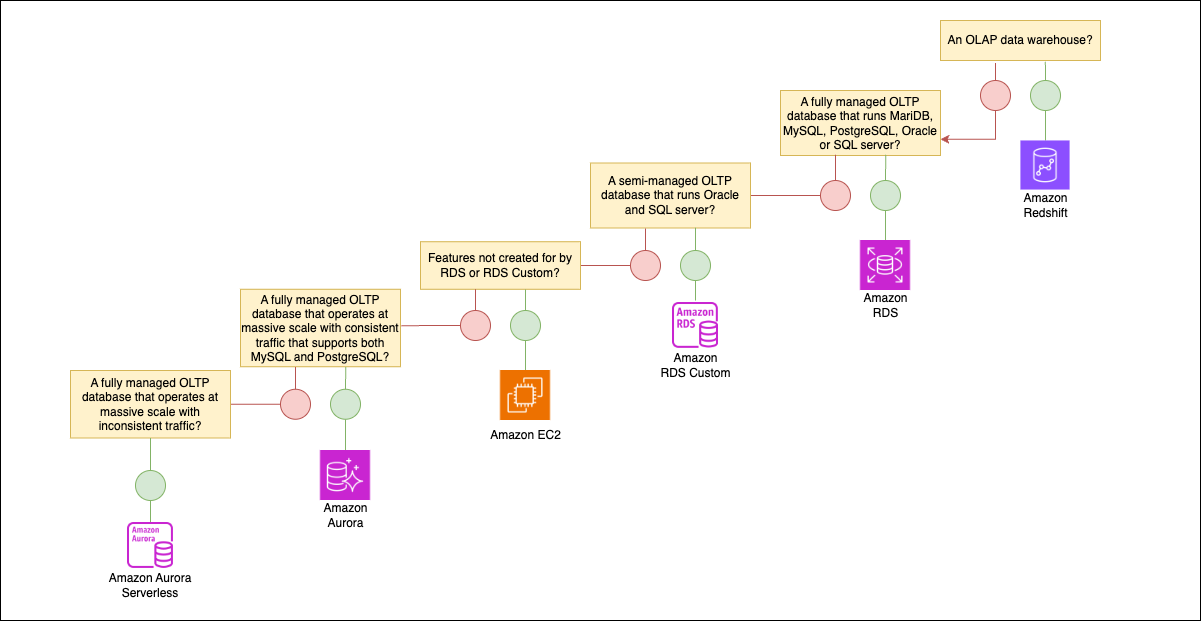 An OLAP data warehouse?
A fully managed OLTP
database that runs MariDB,
MySQL, PostgreSQL, Oracle
or SQL server?
Amazon
Redshift
A semi-managed OLTP
database that runs Oracle
and SQL server?
Amazon
RDS
Features not created for by
RDS or RDS Custom?
Amazon
RDS
Amazon
RDS Custom
A fully managed OLTP
database that operates at
massive scale with consistent
traffic that supports both
MySQL and PostgreSQL?
Amazon EC2
A fully managed OLTP
database that operates at
massive scale with
inconsistent traffic?
Amazon
Aurora
Amazon
Aurora
Amazon Aurora
Serverless